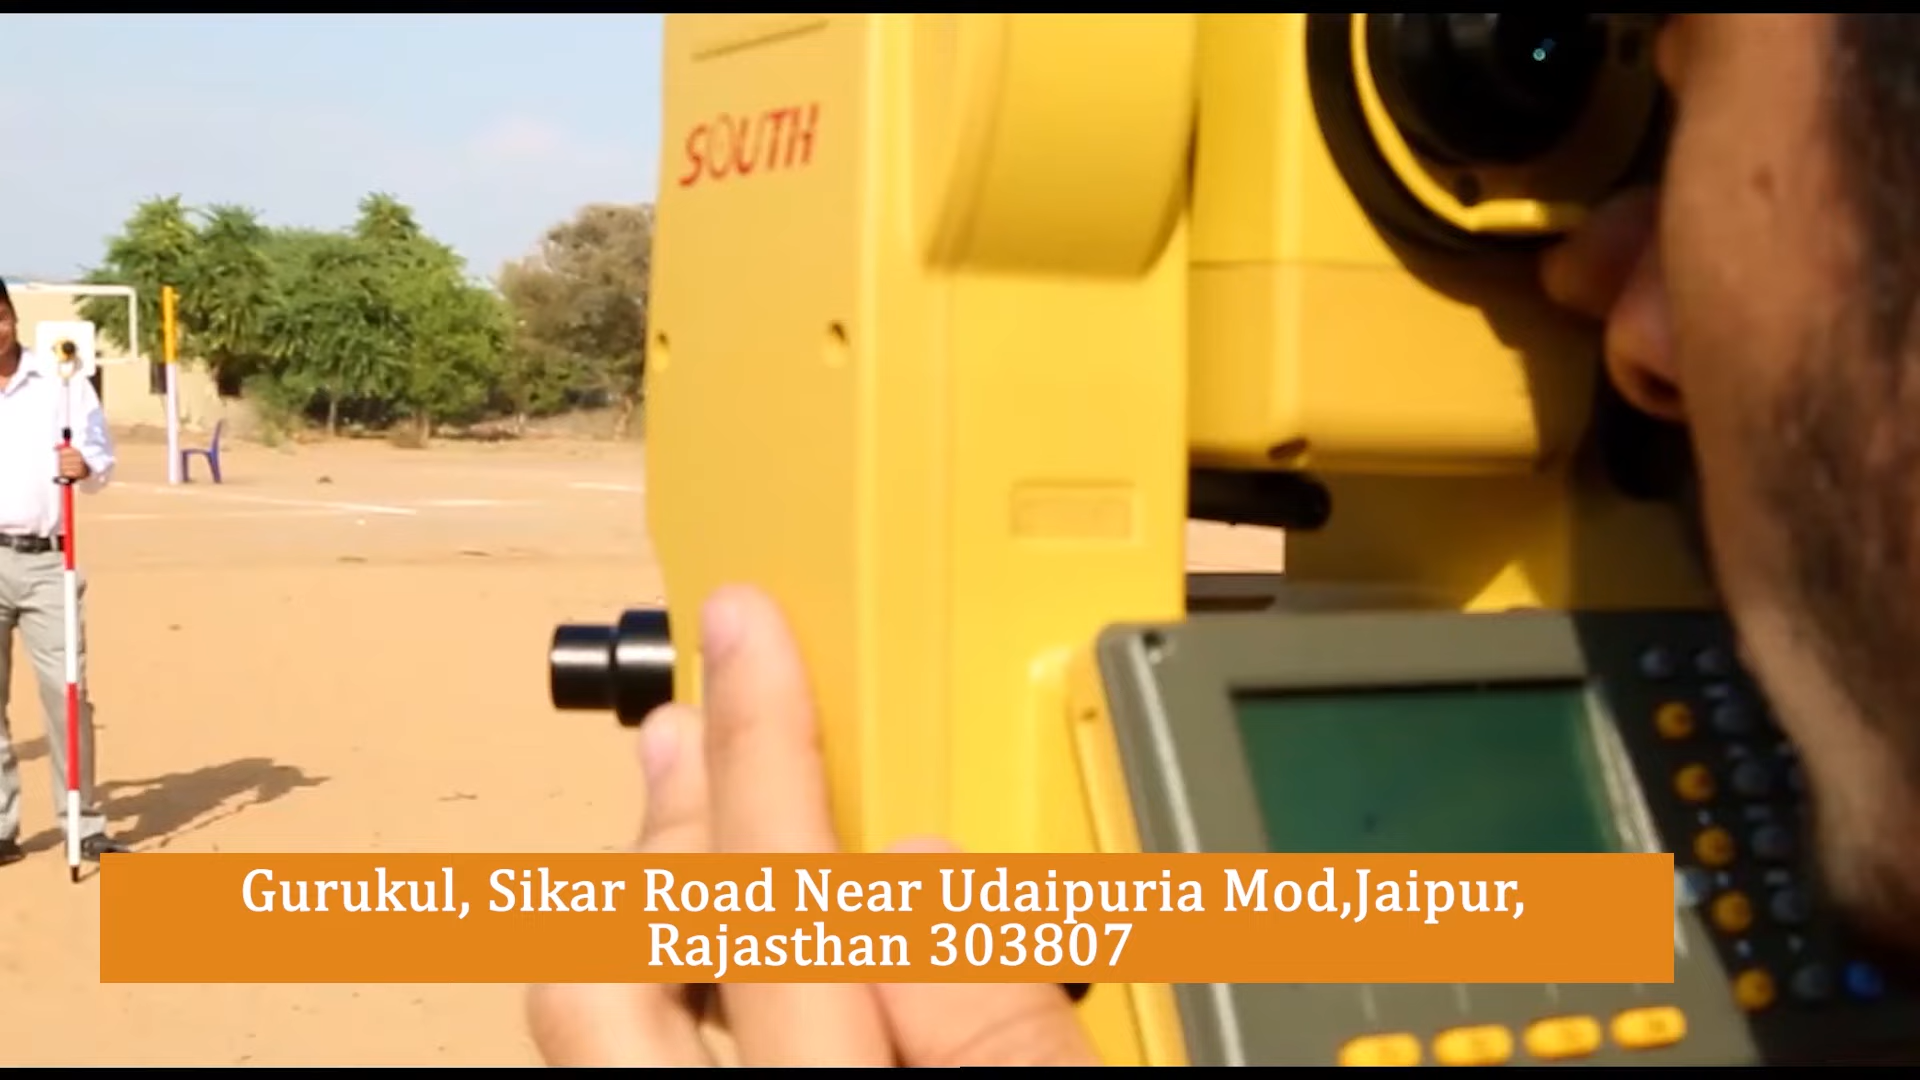 SOUTH
Gurukul, Sikar Road Near Udaipuria Mod,Jaipur,
Rajasthan 303807